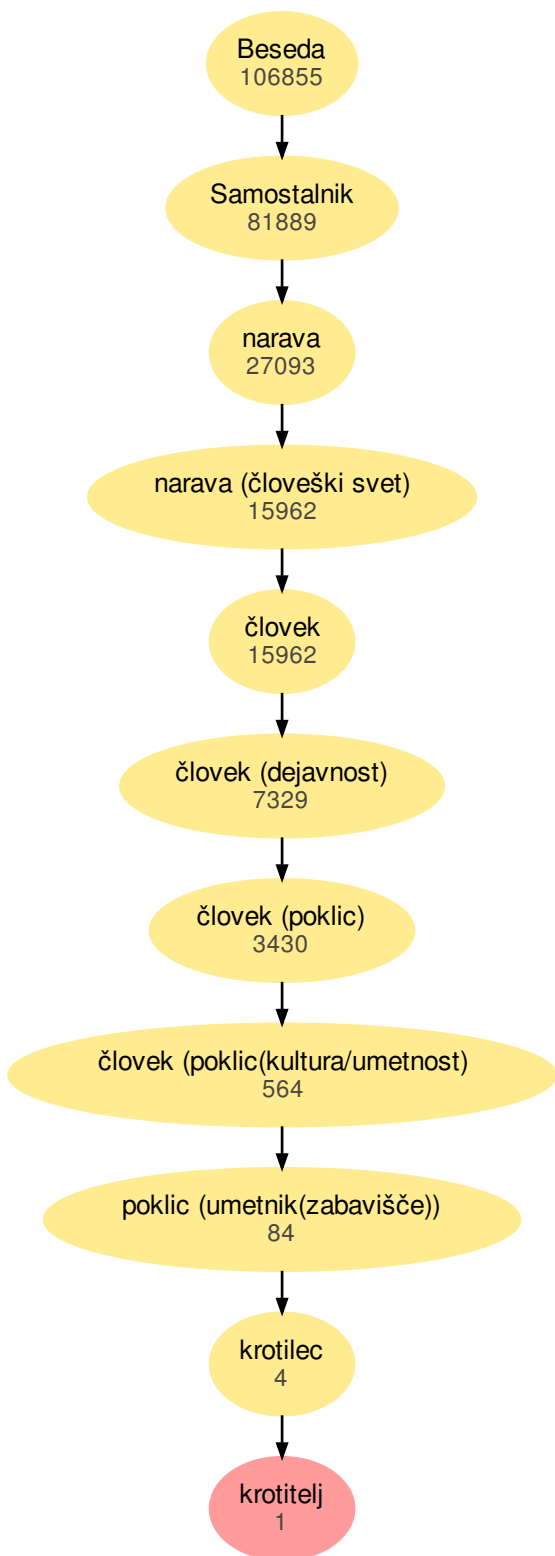 Beseda
106855
Samostalnik
81889
narava
27093
narava (človeški svet)
15962
človek
15962
človek (dejavnost)
7329
človek (poklic)
3430
človek (poklic(kultura/umetnost)
564
poklic (umetnik(zabavišče))
84
krotilec
4
krotitelj
1